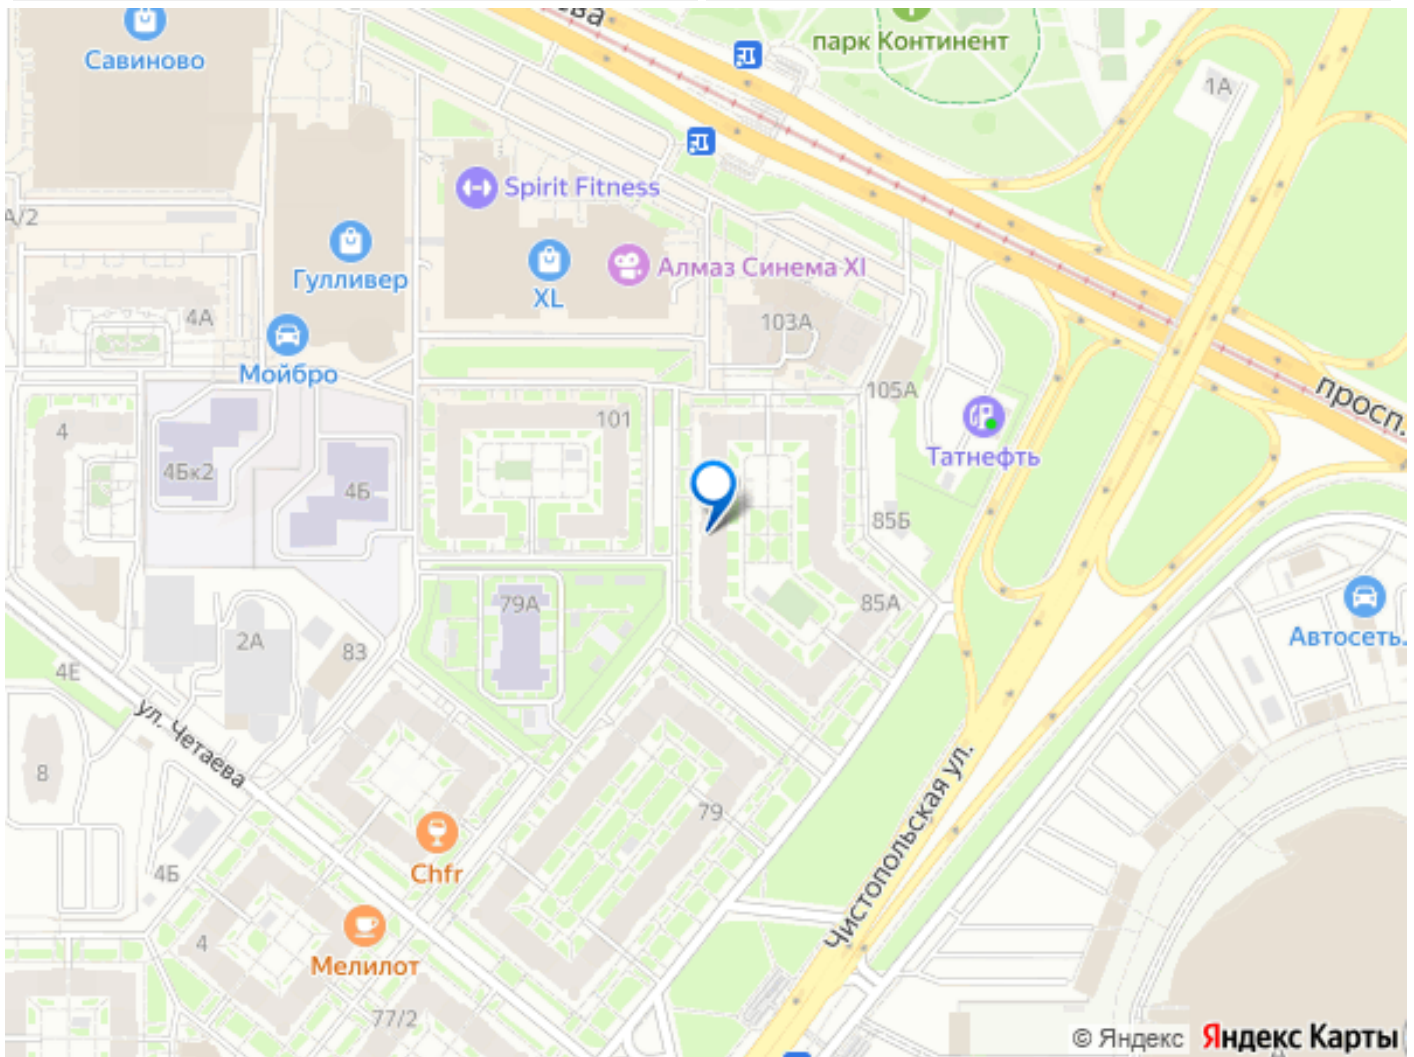 ева
парк Континент
Савиново
1А
Spirit Fitness
А/2
Гулливер
Алмаз Синема Xl
XL
4А
103А
Мойбро
просп.
105А
101
4
Татнефть
4Бк2
4Б
85Б
79А
85А
Автосеть.
2А
83
4Е
ул. Четаева
8
79
Чистопольская ул.
Chfr
4Б
4
Мелилот
77/2
© Яндекс
Яндекс Карты